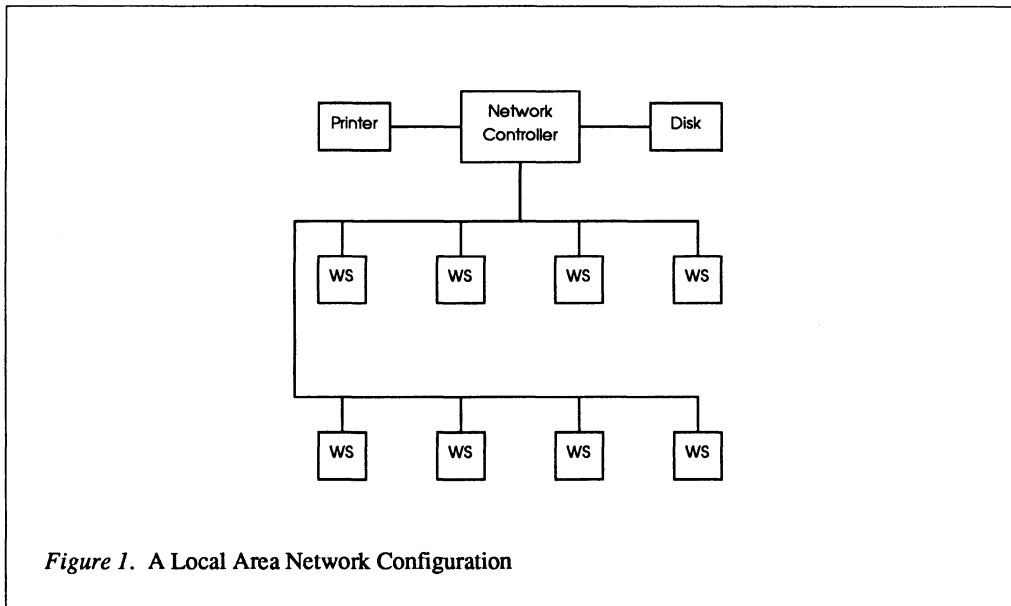 Printer
Network
Controller
Disk
WS
WS
WS
WS
WS
WS
WS
WS
Figure 1. A Local Area Network Configuration